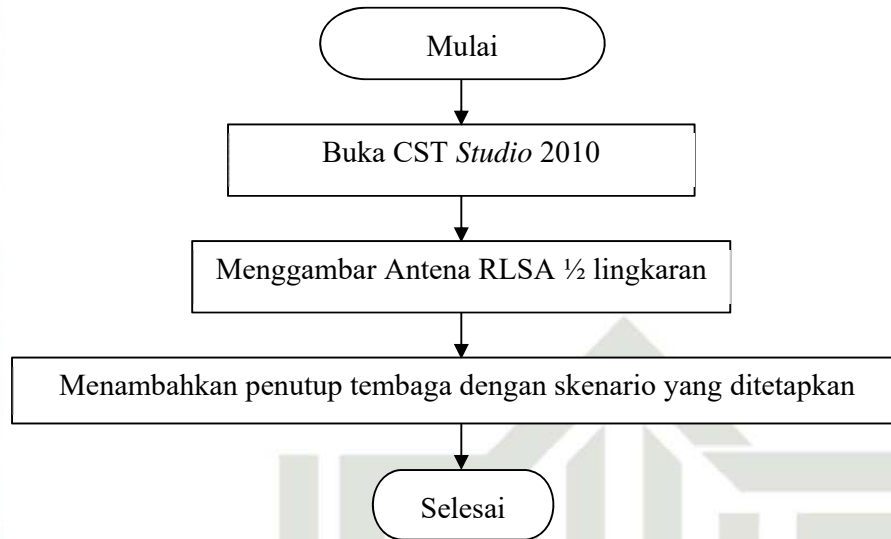 Mulai
Buka CST Studio 2010
Menggambar Antena RLSA ½ lingkaran
Menambahkan penutup tembaga dengan skenario yang ditetapkan
Selesai